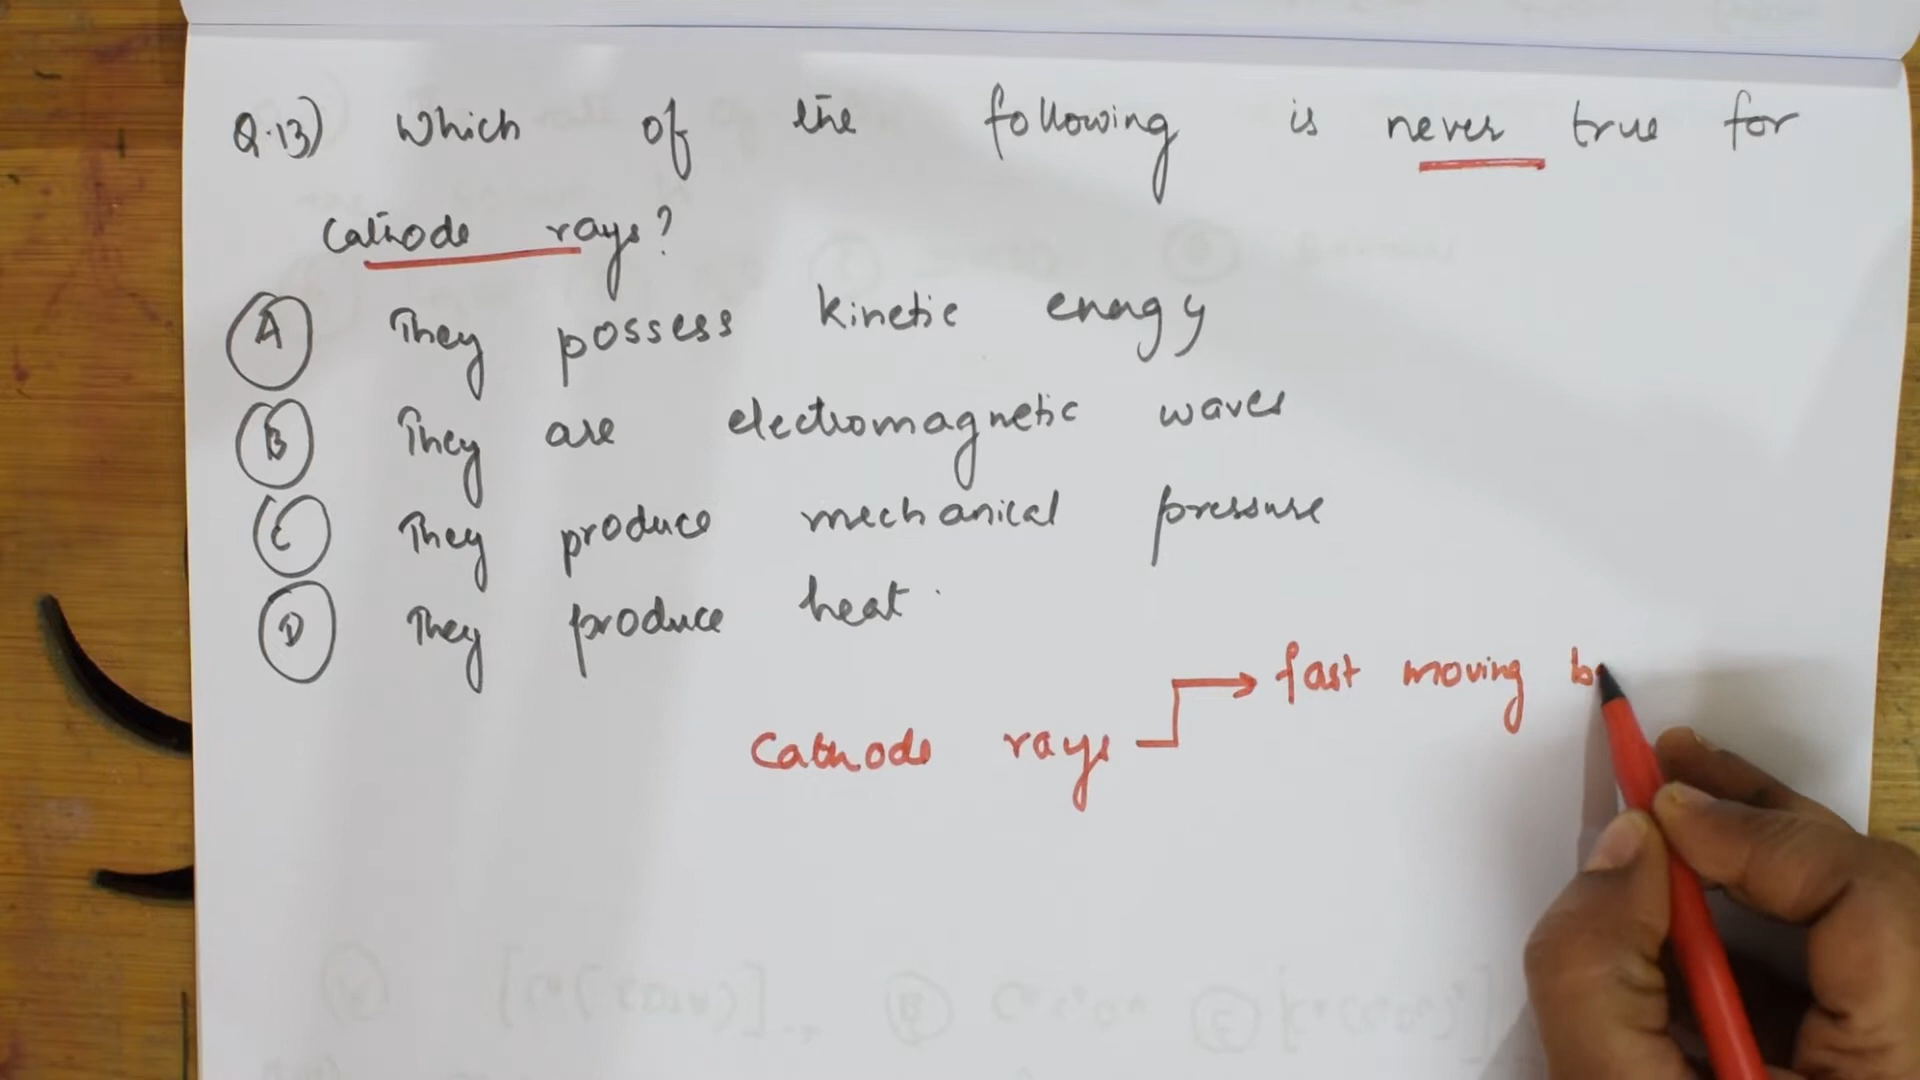 Q.13) Which of the following is never true for
Cathode rays?
A They possess kinetic energy
B They are electromagnetic waves
C They produce mechanical pressure
D They produce heat.
fast moving
Cathode rays